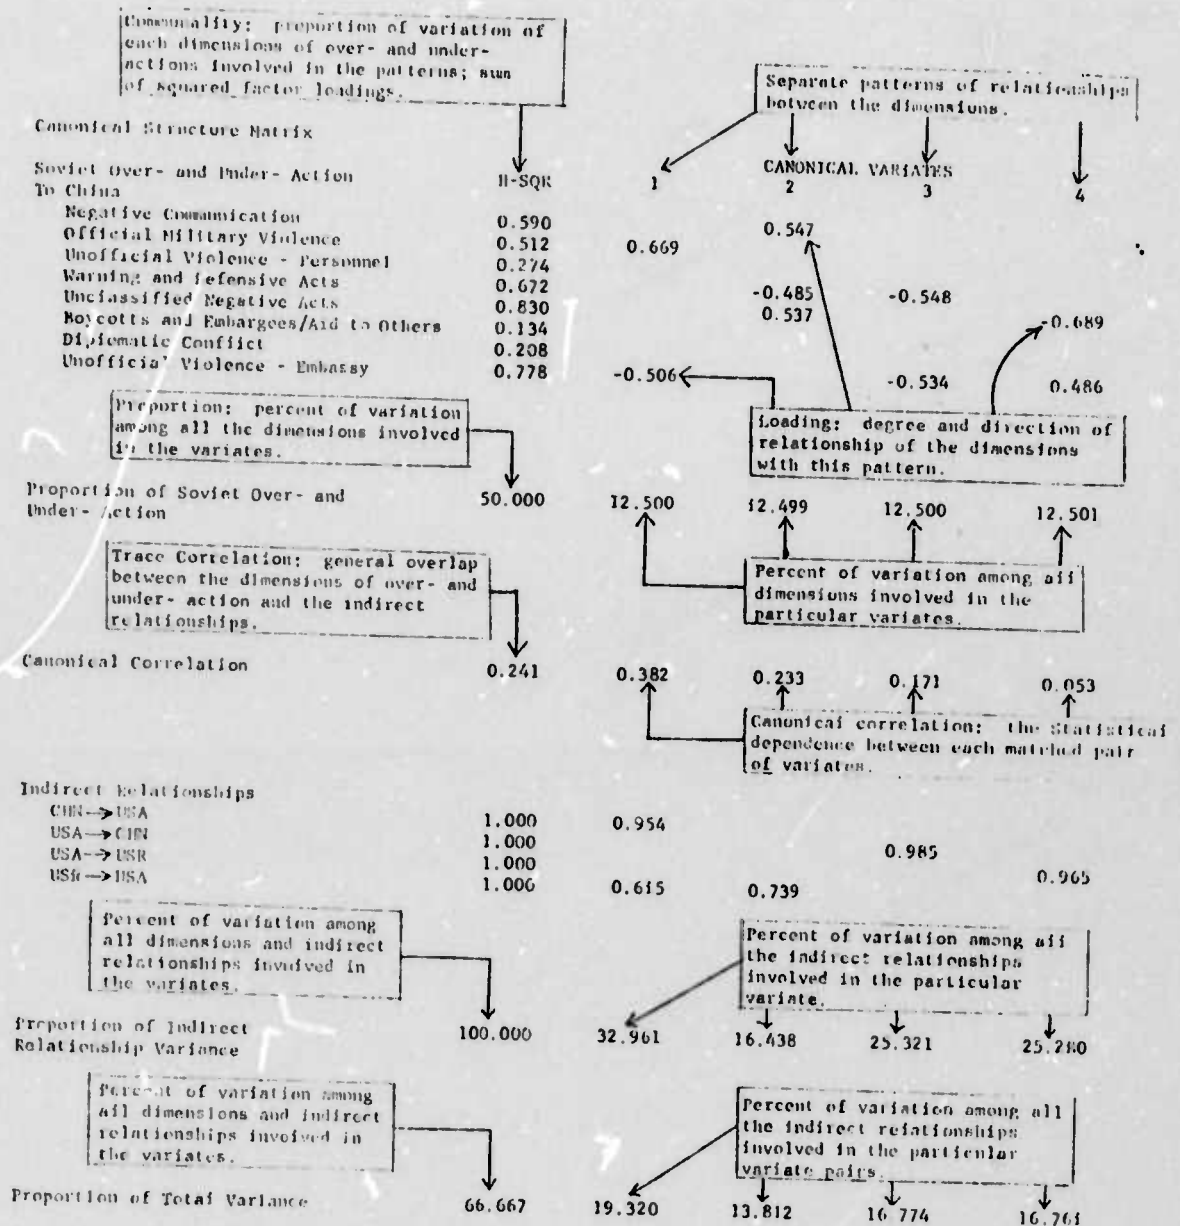 Communality: proportion of variation of
each dimensions of over- and under-
actions involved in the patterns; sum
of squared factor loadings.
Separate patterns of relationships
between the dimensions.
Canonical Structure Matrix
Soviet Over- and Under- Action
To China
H-SQR
CANONICAL VARIATES
1 2 3 4
Negative Communication 0.590 0.547
Official Military Violence 0.512 0.669
Unofficial Violence - Personnel 0.274
Warning and Defensive Acts 0.672 -0.485 -0.548
Unclassified Negative Acts 0.830 0.537
Boycotts and Embargoes/Aid to Others 0.134 -0.689
Diplomatic Conflict 0.208
Unofficial Violence - Embassy 0.778 -0.506 -0.534 0.486
Proportion: percent of variation
among all the dimensions involved
in the variates.
Loading: degree and direction of
relationship of the dimensions
with this pattern.
Proportion of Soviet Over- and
Under- Action
50.000 12.500 12.499 12.500 12.501
Trace Correlation: general overlap
between the dimensions of over- and
under- action and the indirect
relationships.
Percent of variation among all
dimensions involved in the
particular variates.
Canonical Correlation 0.241 0.382 0.233 0.171 0.053
Canonical correlation: the Statistical
dependence between each matched pair
of variates.
Indirect Relationships
CHN→USA 1.000 0.954
USA→CHN 1.000
USA→USR 1.000 0.985
USR→USA 1.000 0.615 0.739 0.965
Percent of variation among
all dimensions and indirect
relationships involved in
the variates.
Percent of variation among all
the indirect relationships
involved in the particular
variate.
Proportion of Indirect
Relationship Variance
100.000 32.961 16.438 25.321 25.280
Percent of variation among
all dimensions and indirect
relationships involved in
the variates.
Percent of variation among all
the indirect relationships
involved in the particular
variate pairs.
Proportion of Total Variance 66.667 19.320 13.812 16.774 16.761